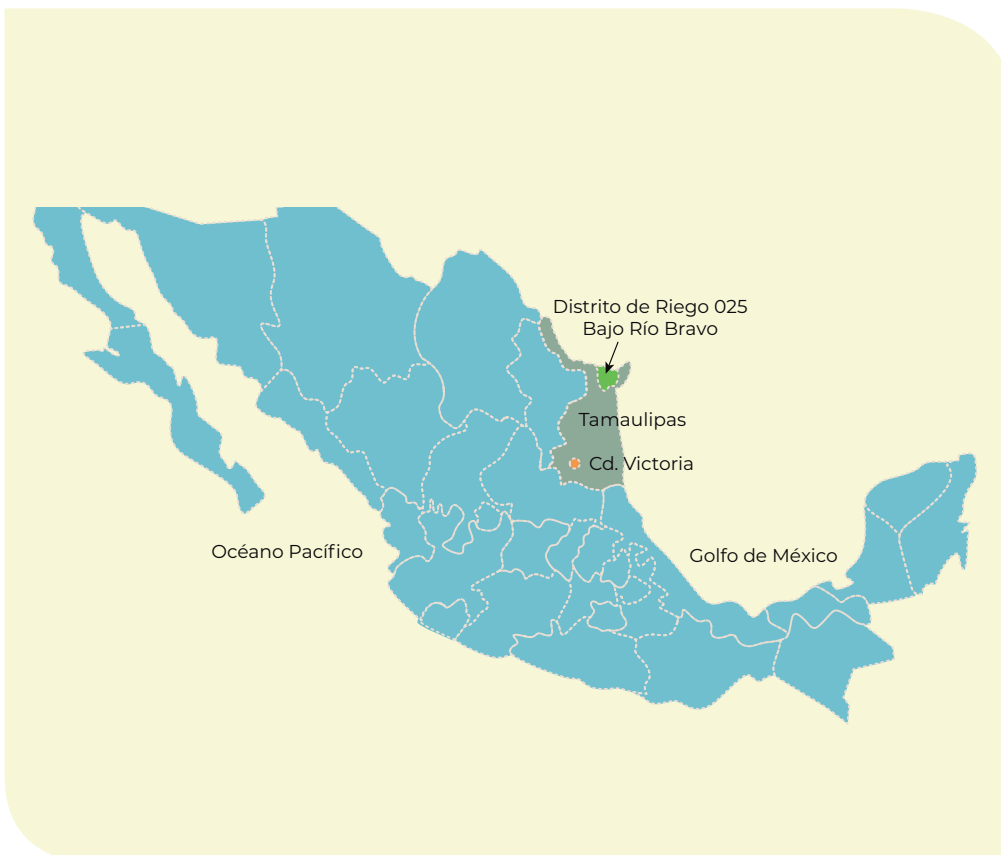 Distrito de Riego 025
Bajo Río Bravo
Tamaulipas
Cd. Victoria
Océano Pacífico
Golfo de México